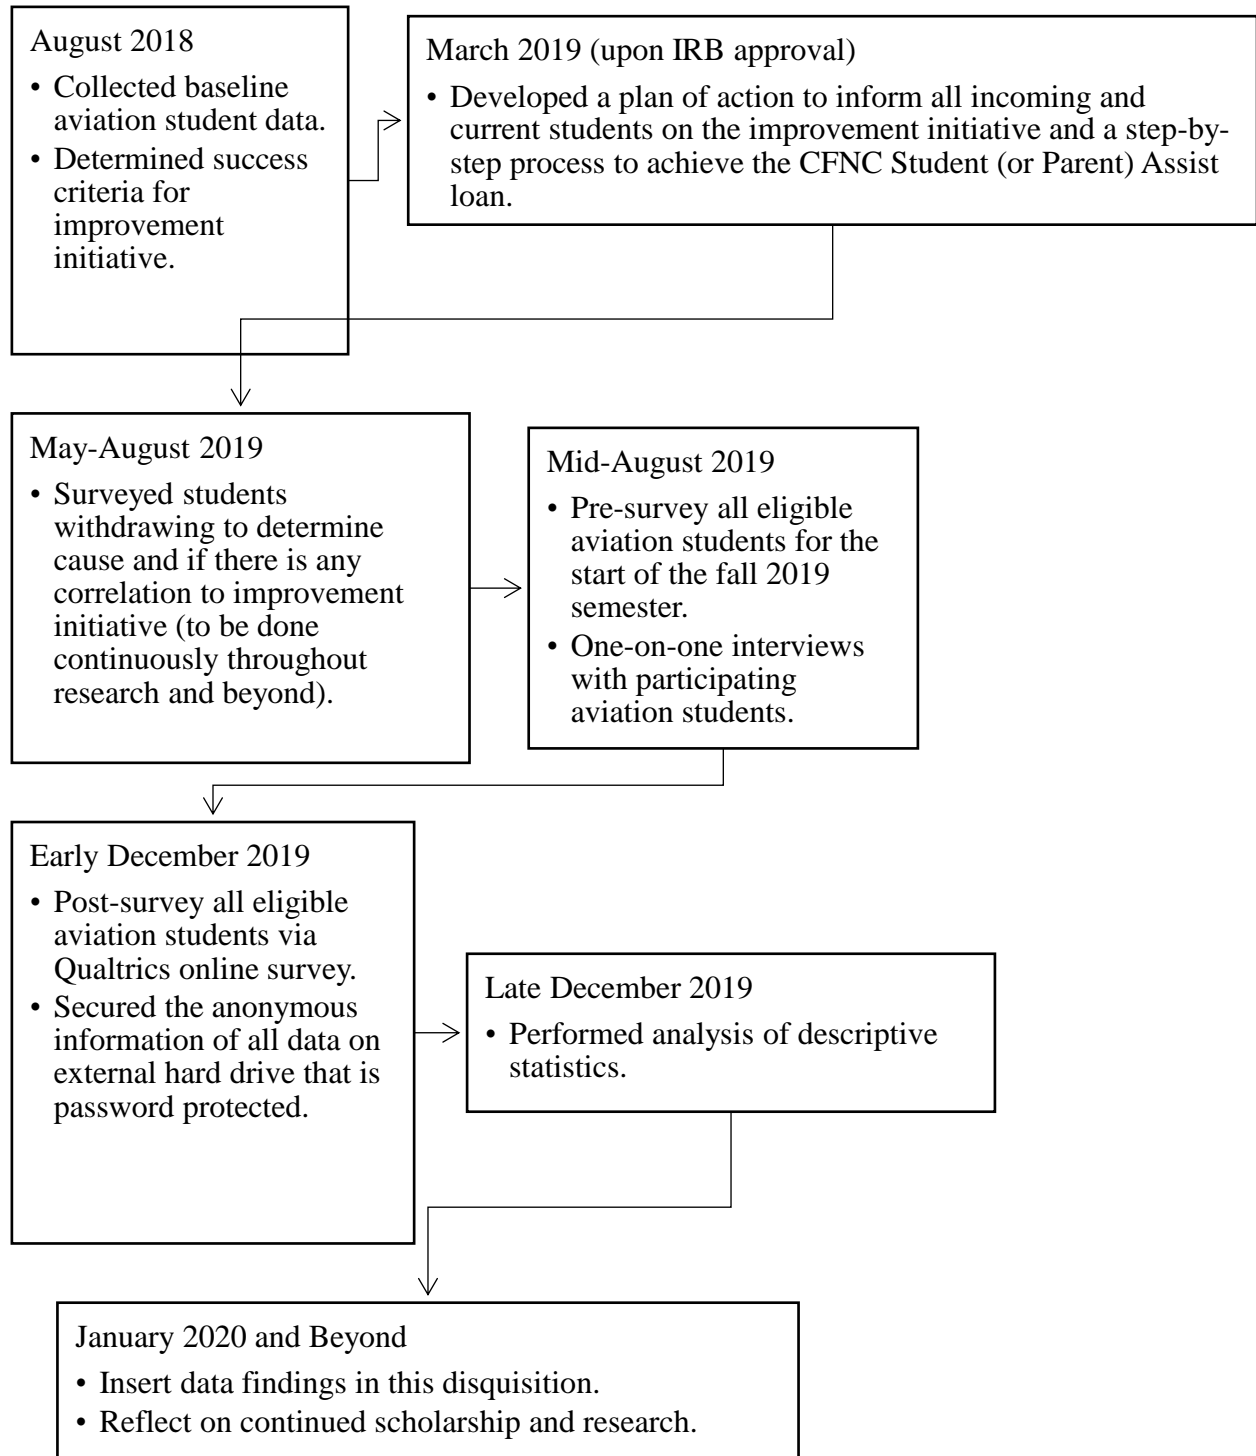 August 2018
• Collected baseline
aviation student data.
• Determined success
criteria for
improvement
initiative.
March 2019 (upon IRB approval)
• Developed a plan of action to inform all incoming and
current students on the improvement initiative and a step-by-
step process to achieve the CFNC Student (or Parent) Assist
loan.
May-August 2019
• Surveyed students
withdrawing to determine
cause and if there is any
correlation to improvement
initiative (to be done
continuously throughout
research and beyond).
Mid-August 2019
• Pre-survey all eligible
aviation students for the
start of the fall 2019
semester.
• One-on-one interviews
with participating
aviation students.
Early December 2019
• Post-survey all eligible
aviation students via
Qualtrics online survey.
• Secured the anonymous
information of all data on
external hard drive that is
password protected.
Late December 2019
• Performed analysis of descriptive
statistics.
January 2020 and Beyond
• Insert data findings in this disquisition.
• Reflect on continued scholarship and research.